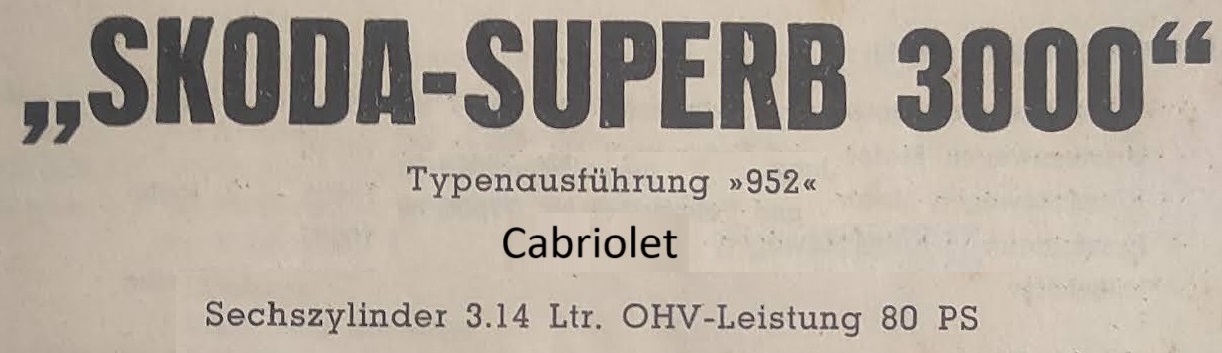 „SKODA-SUPERB 3000“
Typenausführung »952«
Cabriolet
Sechszylinder 3.14 Ltr. OHV-Leistung 80 PS